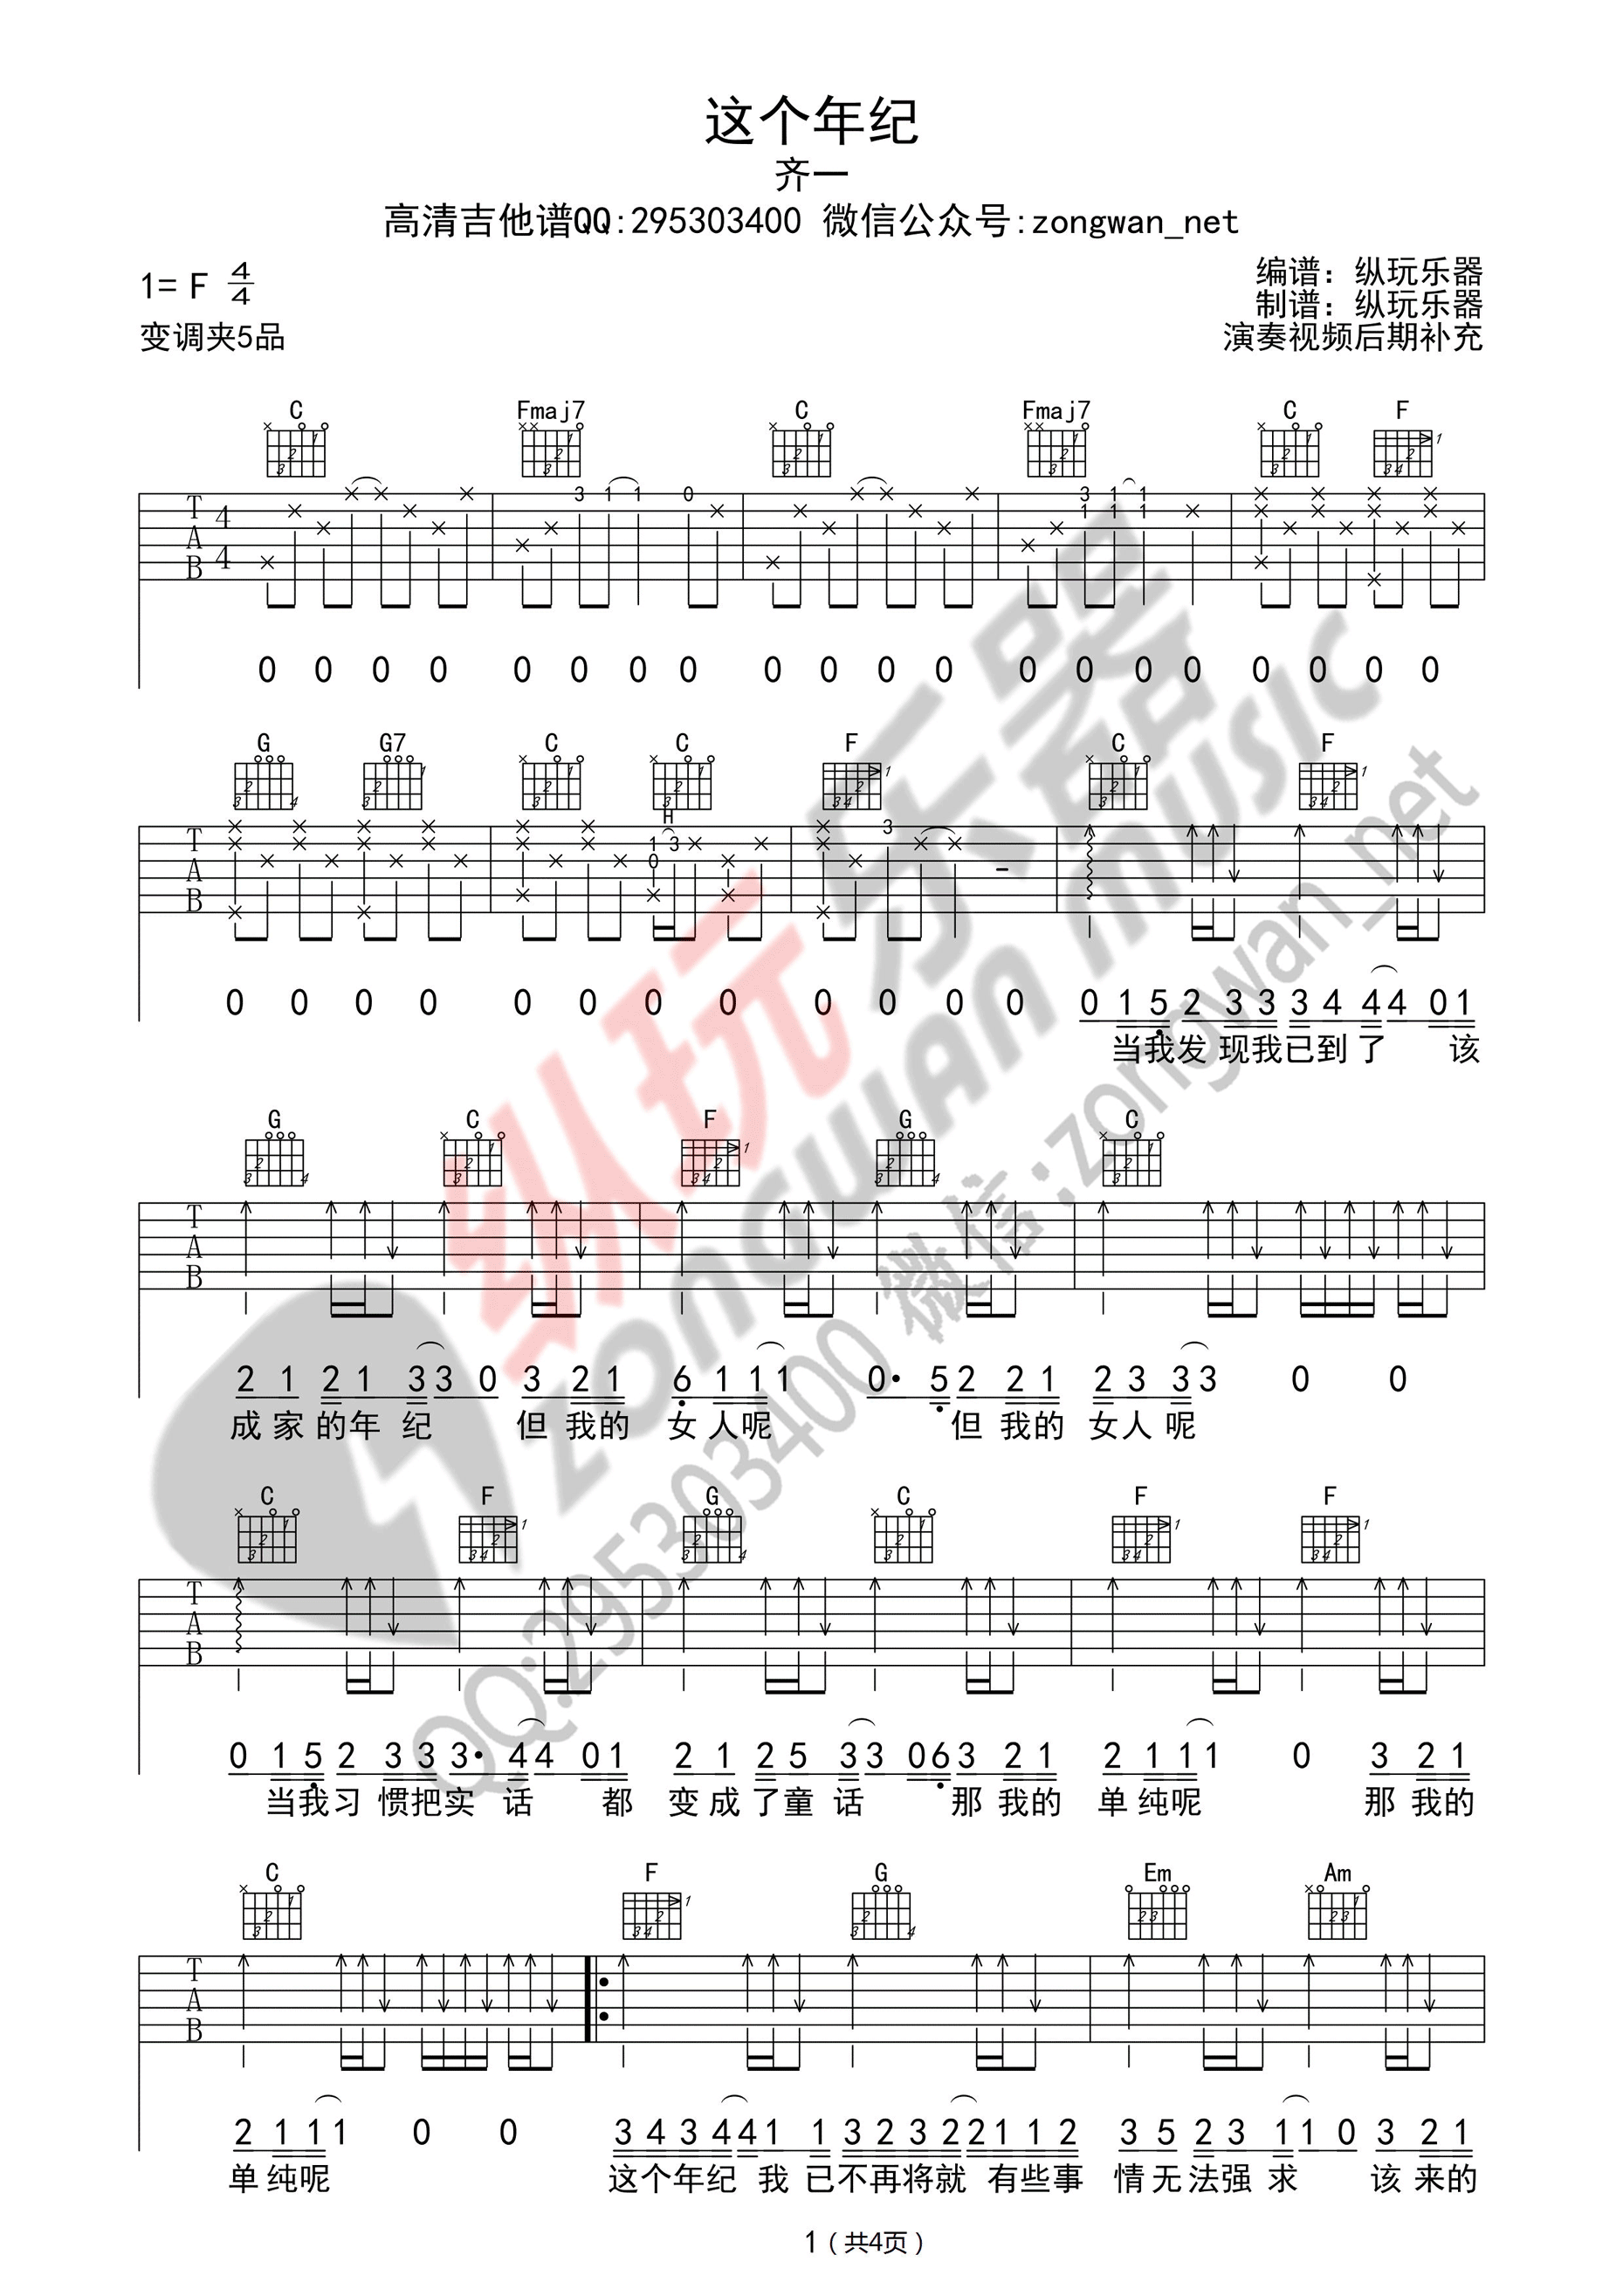 这个年纪
齐一
高清吉他谱QQ:295303400 微信公众号:zongwan_net
1= F 4/4
编谱: 纵玩乐器
制谱: 纵玩乐器
变调夹5品
演奏视频后期补充
C Fmaj7 C Fmaj7 C F
T A B 4 4
3 1 1 0 3 1 1 1 1 1
0 0 0 0 0 0 0 0 0 0 0 0 0 0 0 0 0 0 0 0
G G7 C C F C F
H
T A B
1 3 0 3
0 0 0 0 0 0 0 0 0 0 0 0 0 1 5 2 3 3 3 4 4 4 0 1
当我发 现我已到了 该
G C F G C
T A B
2 1 2 1 3 3 0 3 2 1 6 1 1 1 0· 5 2 2 1 2 3 3 3 0 0
成家的年 纪 但 我的 女人呢 但 我的 女人 呢
C F G C F F
T A B
0 1 5 2 3 3 3· 4 4 0 1 2 1 2 5 3 3 0 6 3 2 1 2 1 1 1 0 3 2 1
当我习 惯把实 话 都 变成了童 话 那 我的 单纯呢 那 我的
C F G Em Am
T A B
2 1 1 1 0 0 3 4 3 4 4 1 1 3 2 3 2 2 1 1 2 3 5 2 3 1 1 0 3 2 1
单纯呢 这个年纪 我 已不再将就 有些事 情无法强 求 该 来的
1 ( 共4页 )
纵玩乐器
ZONGWAN MUSIC
QQ:295303400 微信:zongwan_net